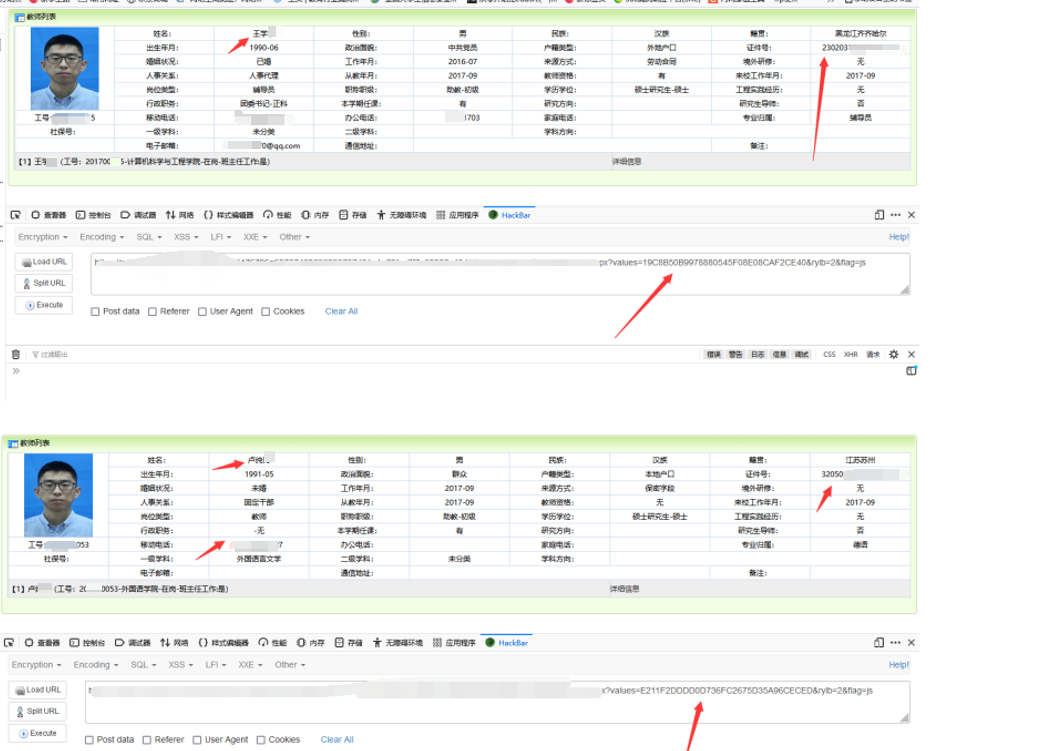 教师列表
姓名: 王学 性别: 男 民族: 汉族 籍贯: 黑龙江齐齐哈尔
出生年月: 1990-06 政治面貌: 中共党员 户籍类型: 外地户口 证件号: 230203
婚姻状况: 已婚 工作年月: 2016-07 来源方式: 劳动合同 境外研修: 无
人事关系: 人事代理 从教年月: 2017-09 教师资格: 有 来校工作年月: 2017-09
岗位类型: 辅导员 职称职级: 助教-初级 学历学位: 硕士研究生-硕士 工程实践经历: 无
行政职务: 团委书记-正科 本学期任课: 有 研究方向: 研究生导师: 否
工号 5 移动电话: 办公电话: 1703 家庭电话: 专业归属: 辅导员
社保号: 一级学科: 未分类 二级学科: 学科方向:
电子邮箱: 0@qq.com 通信地址: 备注:
【1】王学 (工号: 201700 5-计算机科学与工程学院-在岗-班主任工作:是) 详细信息
查看器 控制台 调试器 网络 样式编辑器 性能 内存 存储 无障碍环境 应用程序 HackBar
Encryption Encoding SQL XSS LFI XXE Other Help!
Load URL px?values=19C8B50B9978880545F08E08CAF2CE40&rylb=2&flag=js
Split URL
Execute
Post data Referer User Agent Cookies Clear All
过滤输出 错误 警告 日志 信息 调试 CSS XHR 请求
教师列表
姓名: 卢纯 性别: 男 民族: 汉族 籍贯: 江苏苏州
出生年月: 1991-05 政治面貌: 群众 户籍类型: 本地户口 证件号: 32050
婚姻状况: 未婚 工作年月: 2017-09 来源方式: 保密字段 境外研修: 无
人事关系: 固定干部 从教年月: 2017-09 教师资格: 无 来校工作年月: 2017-09
岗位类型: 教师 职称职级: 助教-初级 学历学位: 硕士研究生-硕士 工程实践经历: 无
行政职务: -无 本学期任课: 有 研究方向: 研究生导师: 否
工号 053 移动电话: 7 办公电话: 家庭电话: 专业归属: 德语
社保号: 一级学科: 外国语言文学 二级学科: 未分类 学科方向:
电子邮箱: 通信地址: 备注:
【1】卢纯 (工号: 2 0053-外国语学院-在岗-班主任工作:是) 详细信息
查看器 控制台 调试器 网络 样式编辑器 性能 内存 存储 无障碍环境 应用程序 HackBar
Encryption Encoding SQL XSS LFI XXE Other Help!
Load URL x?values=E211F2DDDD0D736FC2675D35A96CECED&rylb=2&flag=js
Split URL
Execute
Post data Referer User Agent Cookies Clear All